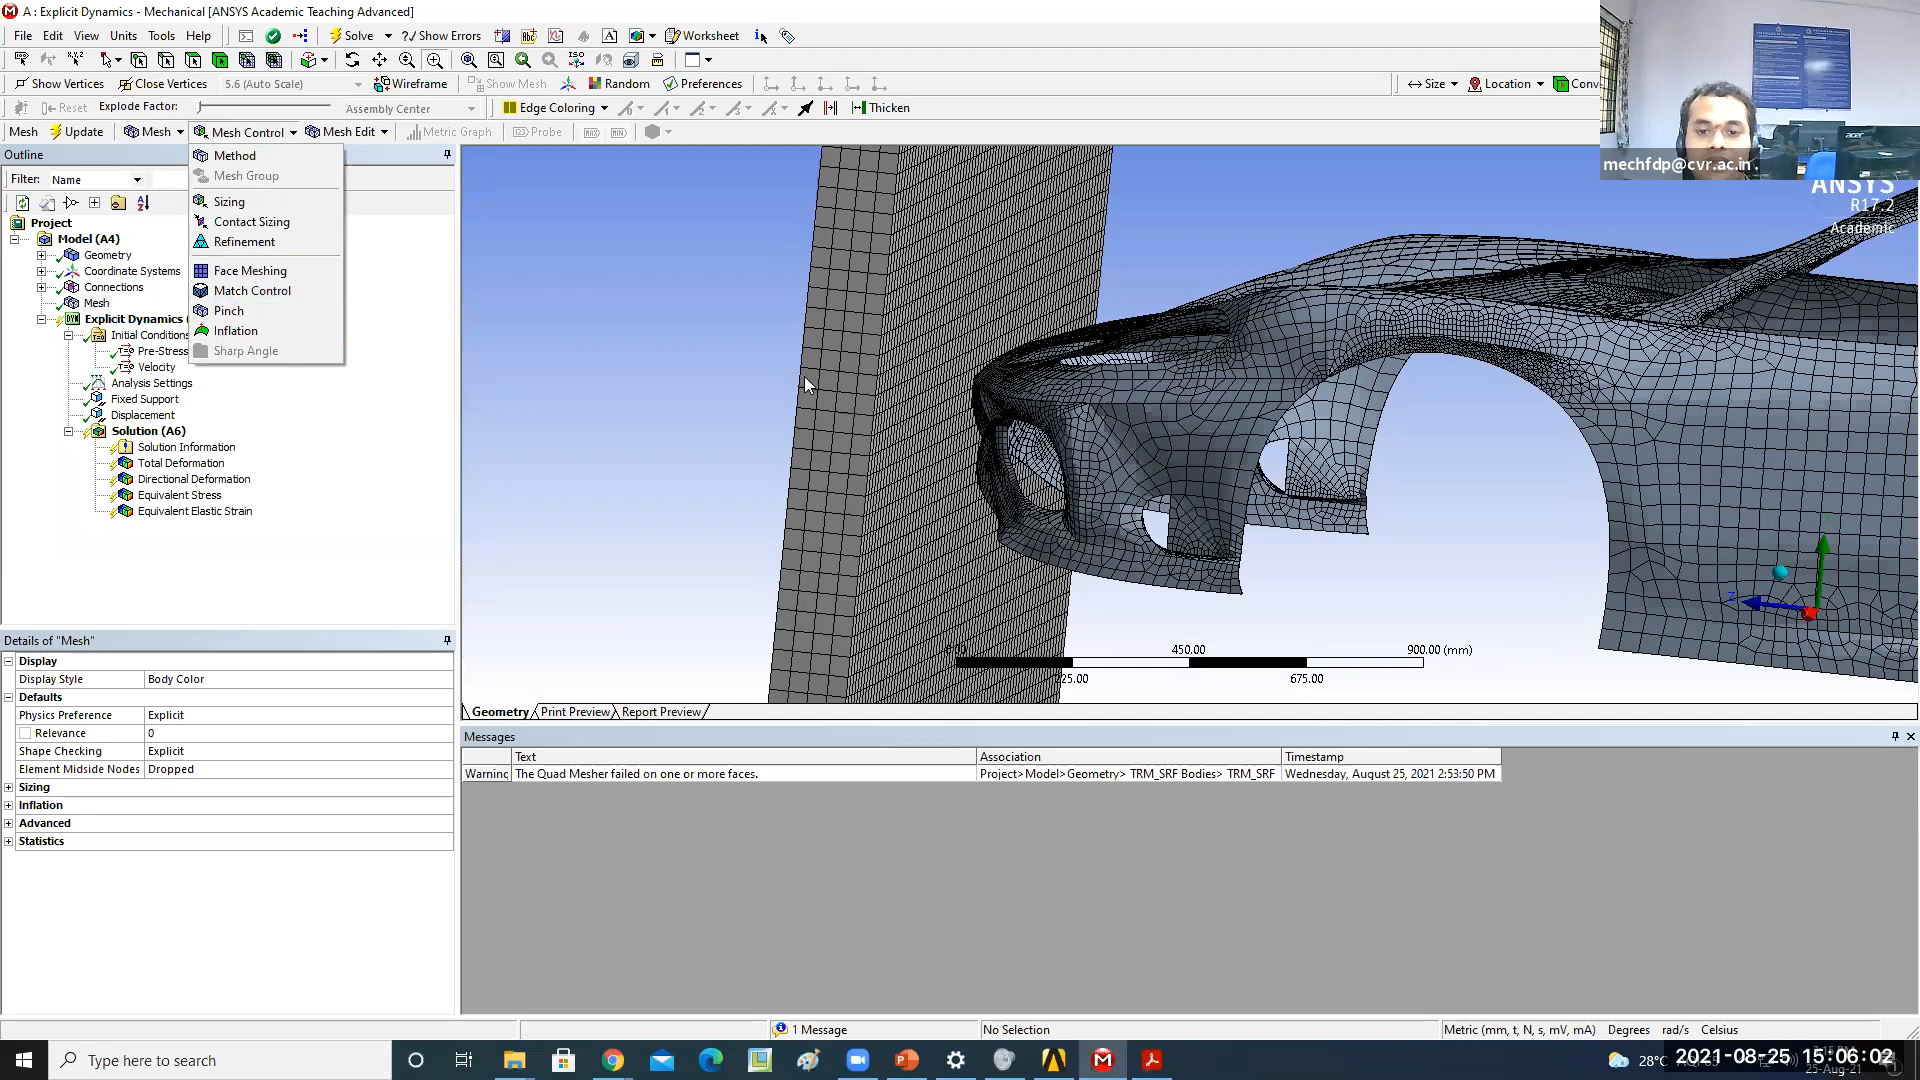 A : Explicit Dynamics - Mechanical [ANSYS Academic Teaching Advanced]
File Edit View Units Tools Help Solve ?/ Show Errors Worksheet
Show Vertices Close Vertices 5.6 (Auto Scale) Wireframe Show Mesh Random Preferences Size Location Conv
Reset Explode Factor: Assembly Center Edge Coloring Thicken
Mesh Update Mesh Mesh Control Mesh Edit Metric Graph Probe
Outline
Filter: Name
Method
Mesh Group
Sizing
Contact Sizing
Refinement
Face Meshing
Match Control
Pinch
Inflation
Sharp Angle
Project
Model (A4)
Geometry
Coordinate Systems
Connections
Mesh
Explicit Dynamics (
Initial Conditions
Pre-Stress
Velocity
Analysis Settings
Fixed Support
Displacement
Solution (A6)
Solution Information
Total Deformation
Directional Deformation
Equivalent Stress
Equivalent Elastic Strain
mechfdp@cvr.ac.in .
acer
ANSYS
R17.2
Academic
Z
450.00 900.00 (mm)
675.00
Geometry Print Preview Report Preview
Details of "Mesh"
Display
Display Style Body Color
Defaults
Physics Preference Explicit
Relevance 0
Shape Checking Explicit
Element Midside Nodes Dropped
Sizing
Inflation
Advanced
Statistics
Messages
Text Association Timestamp
Warning The Quad Mesher failed on one or more faces. Project>Model>Geometry> TRM_SRF Bodies> TRM_SRF Wednesday, August 25, 2021 2:53:50 PM
1 Message No Selection Metric (mm, t, N, s, mV, mA) Degrees rad/s Celsius
Type here to search
28°C
2021-08-25 15:06:02
25-Aug-21